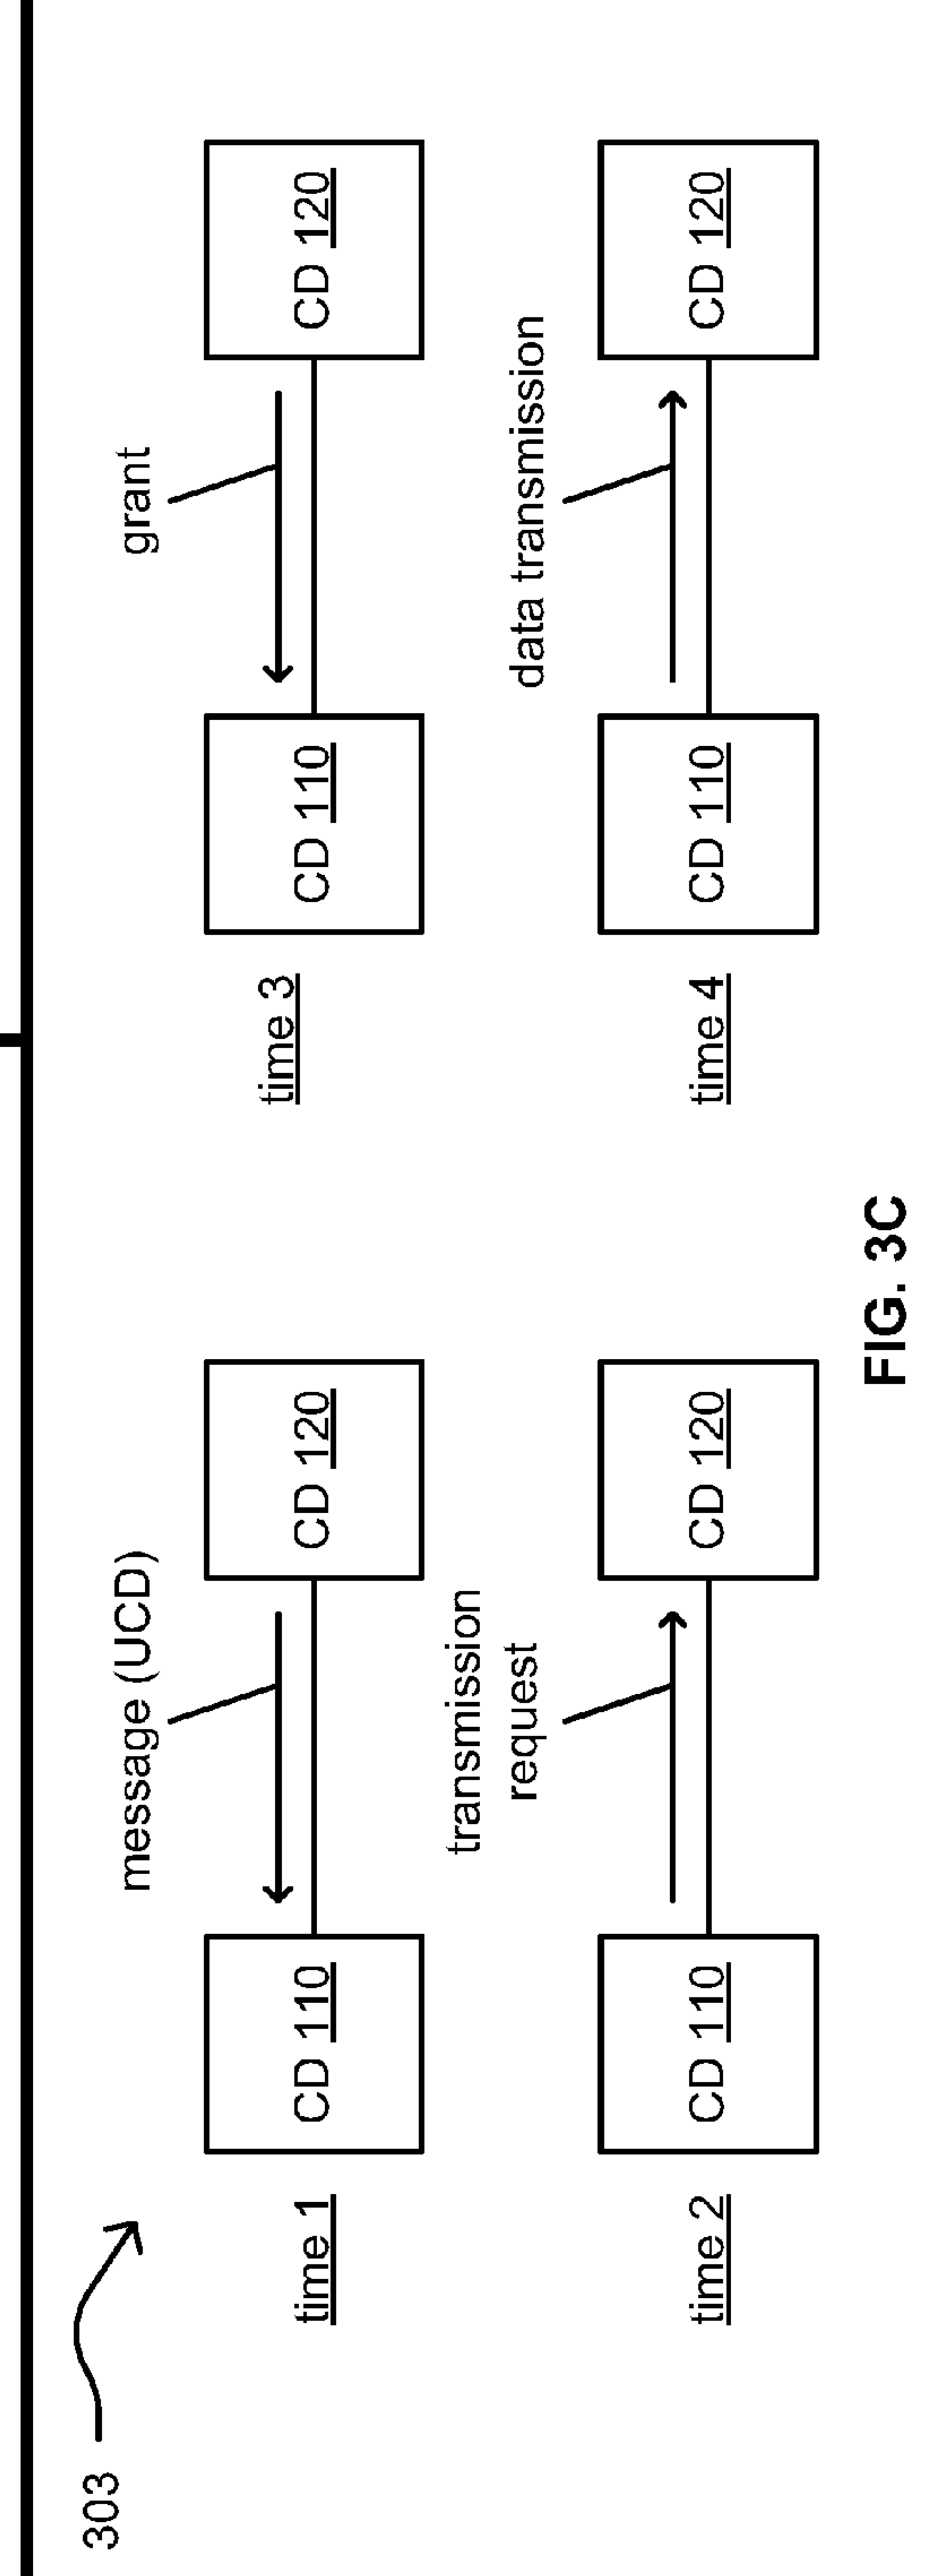 303
message (UCD)
time 1
CD 110
CD 120
transmission
request
time 2
CD 110
CD 120
grant
time 3
CD 110
CD 120
data transmission
time 4
CD 110
CD 120
FIG. 3C